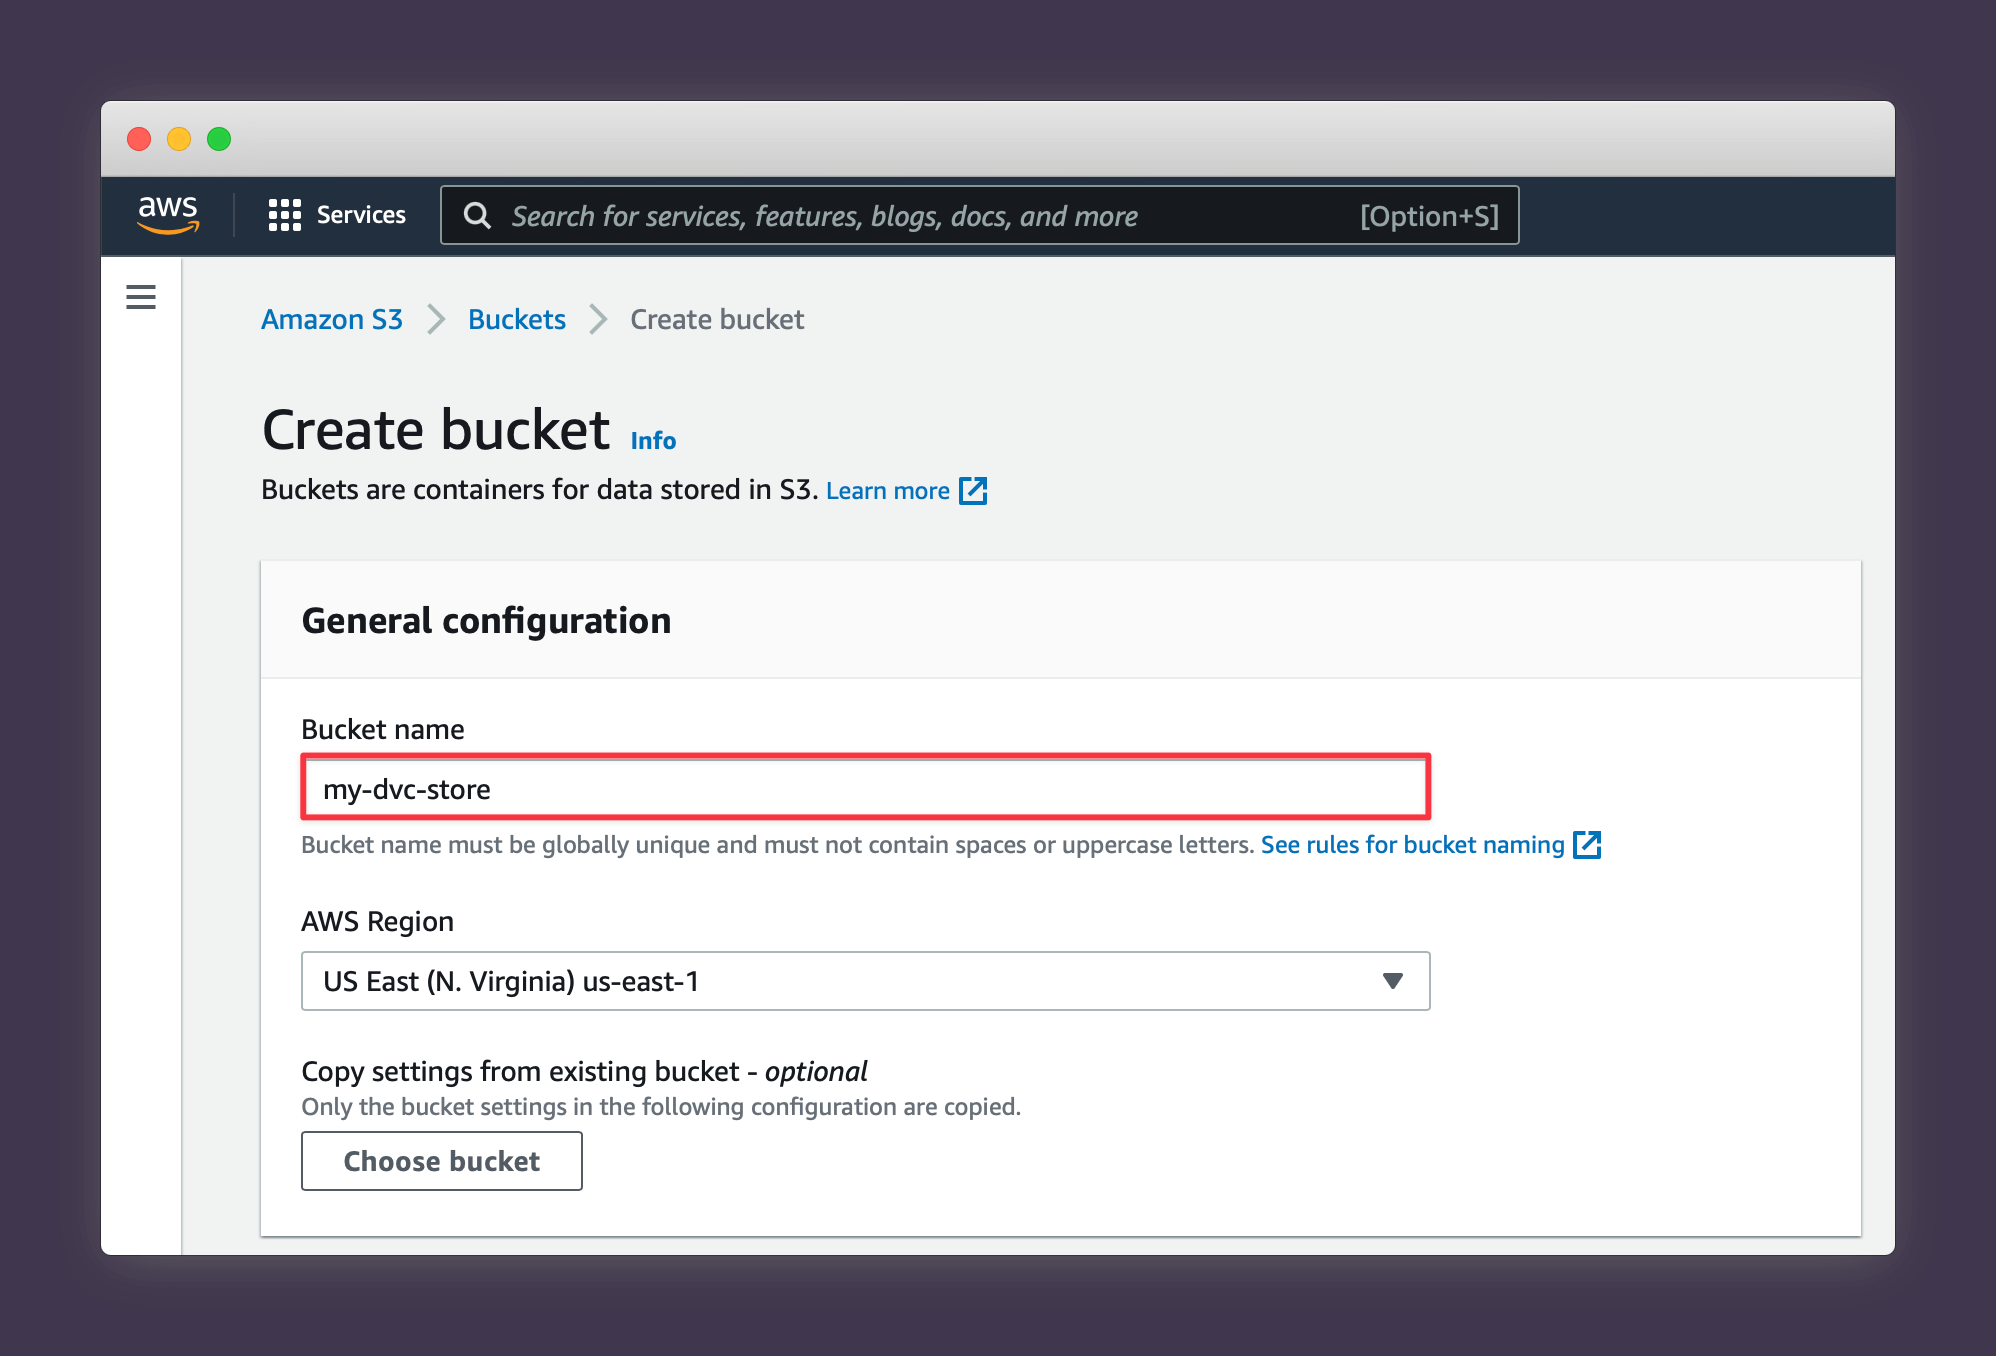 aws Services Search for services, features, blogs, docs, and more [Option+S]
Amazon S3 Buckets Create bucket
Create bucket Info
Buckets are containers for data stored in S3. Learn more
General configuration
Bucket name
my-dvc-store
Bucket name must be globally unique and must not contain spaces or uppercase letters. See rules for bucket naming
AWS Region
US East (N. Virginia) us-east-1
Copy settings from existing bucket - optional
Only the bucket settings in the following configuration are copied.
Choose bucket